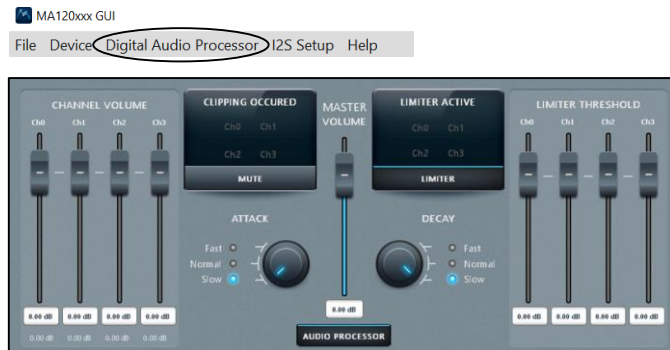 MA120xxx GUI
File Device Digital Audio Processor I2S Setup Help
CHANNEL VOLUME
Ch0 Ch1 Ch2 Ch3
0.00 dB 0.00 dB 0.00 dB 0.00 dB
0.00 dB 0.00 dB 0.00 dB 0.00 dB
CLIPPING OCCURED
Ch0 Ch1
Ch2 Ch3
MUTE
MASTER
VOLUME
0.00 dB
LIMITER ACTIVE
Ch0 Ch1
Ch2 Ch3
LIMITER
ATTACK
Fast
Normal
Slow
DECAY
Fast
Normal
Slow
AUDIO PROCESSOR
LIMITER THRESHOLD
Ch0 Ch1 Ch2 Ch3
0.00 dB 0.00 dB 0.00 dB 0.00 dB